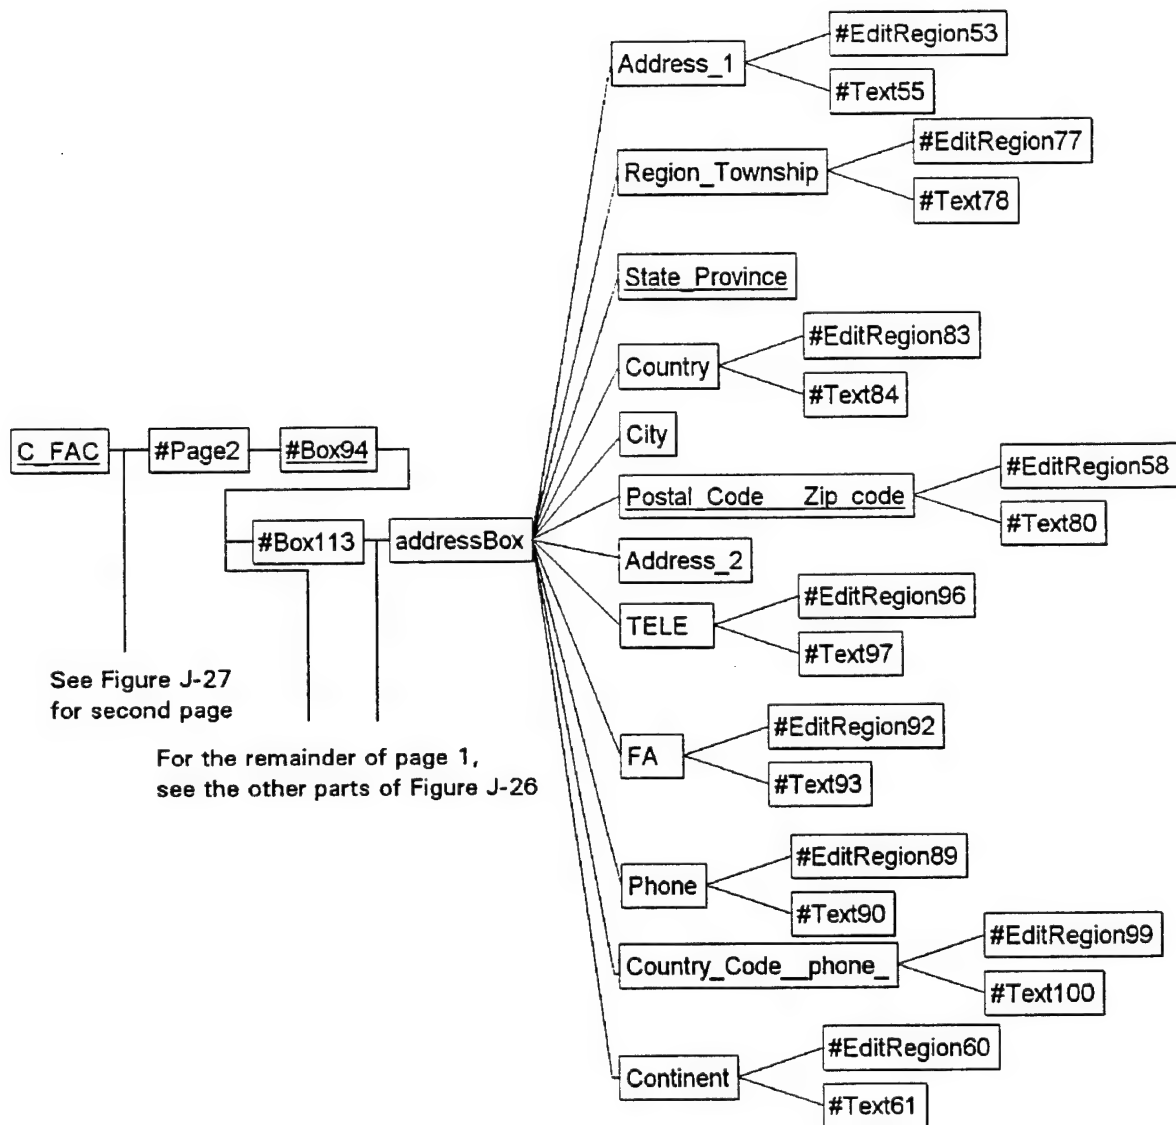 #EditRegion53
Address_1
#Text55
#EditRegion77
Region_Township
#Text78
State_Province
#EditRegion83
Country
#Text84
City
C_FAC
#Page2
#Box94
#EditRegion58
Postal_Code__Zip_code
#Text80
#Box113
addressBox
Address_2
#EditRegion96
TELE
#Text97
See Figure J-27
for second page
For the remainder of page 1,
see the other parts of Figure J-26
#EditRegion92
FA
#Text93
#EditRegion89
Phone
#Text90
#EditRegion99
Country_Code__phone_
#Text100
#EditRegion60
Continent
#Text61